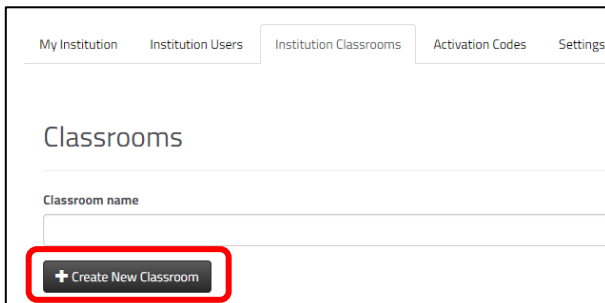 My Institution Institution Users Institution Classrooms Activation Codes Settings
Classrooms
Classroom name
+ Create New Classroom